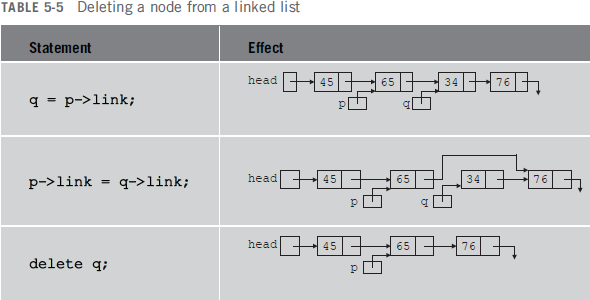 TABLE 5-5 Deleting a node from a linked list
Statement Effect
head 45 65 34 76
q = p->link;
p q
head 45 65 34 76
p->link = q->link;
p q
head 45 65 76
delete q;
p